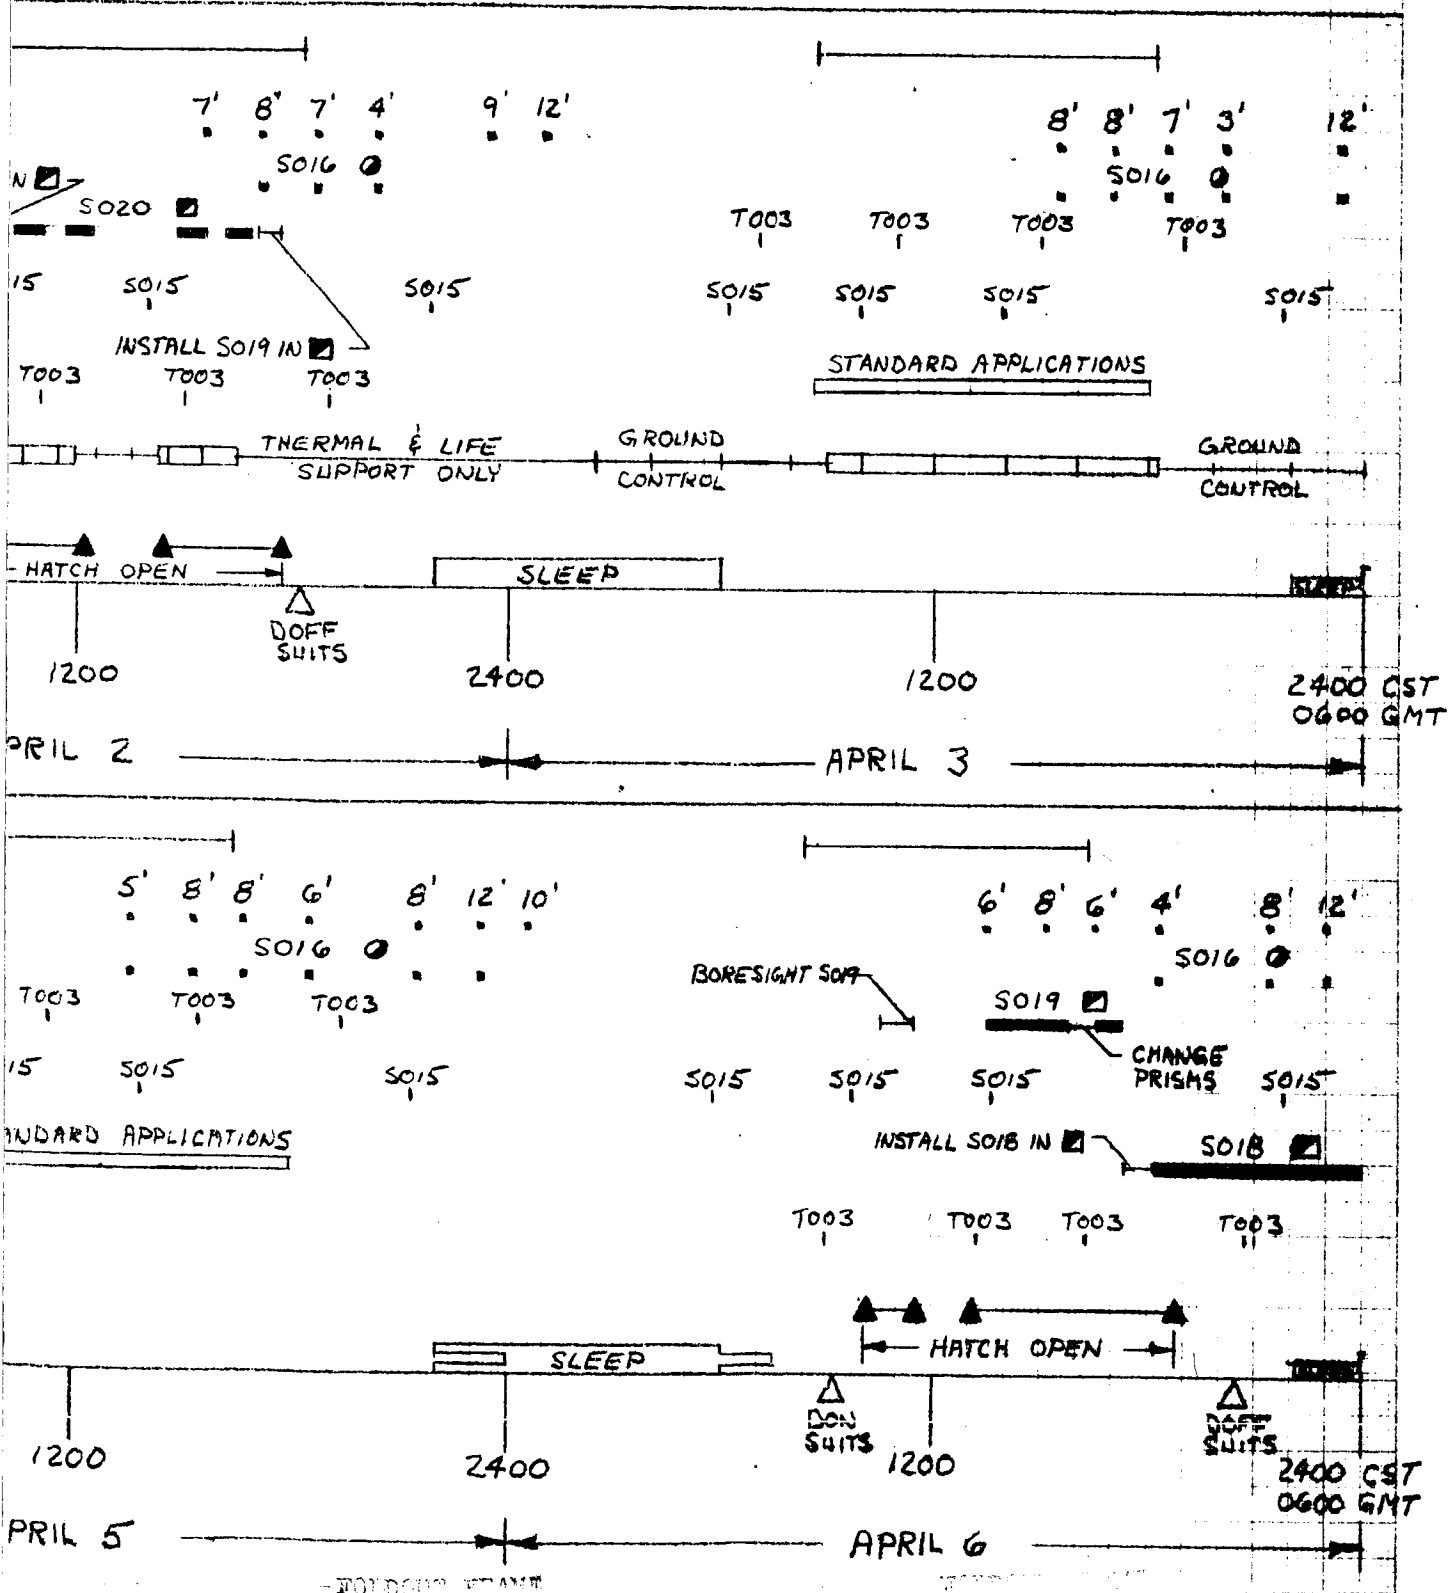 7' 8' 7' 4' 9' 12'
8' 8' 7' 3' 12'
S016
S016
N
S020
T003 T003 T003 T003
15 S015 S015 S015 S015 S015 S015
INSTALL S019 IN
T003 T003 T003
STANDARD APPLICATIONS
THERMAL & LIFE
SUPPORT ONLY
GROUND
CONTROL
GROUND
CONTROL
HATCH OPEN
SLEEP
SLEEP
DOFF
SUITS
1200 2400 1200 2400 CST
0600 GMT
PRIL 2 APRIL 3
5' 8' 8' 6' 8' 12' 10'
6' 8' 6' 4' 8' 12'
S016
S016
BORESIGHT S019
S019
T003 T003 T003
CHANGE
PRISMS
15 S015 S015 S015 S015 S015 S015
ANDARD APPLICATIONS
INSTALL S018 IN
S018
T003 T003 T003 T003
HATCH OPEN
SLEEP
DON
SUITS
DOFF
SUITS
1200 2400 1200 2400 CST
0600 GMT
PRIL 5 APRIL 6
FOLDOUT FRAME